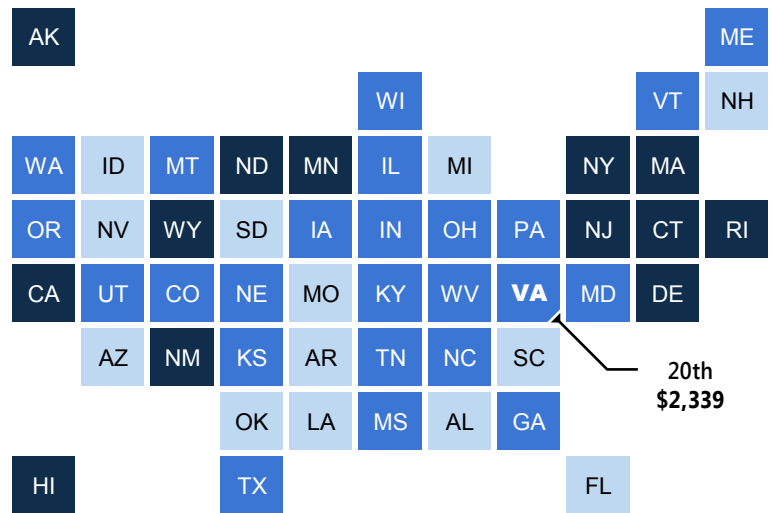 AK ME
WI VT NH
WA ID MT ND MN IL MI NY MA
OR NV WY SD IA IN OH PA NJ CT RI
CA UT CO NE MO KY WV VA MD DE
AZ NM KS AR TN NC SC
20th
$2,339
OK LA MS AL GA
HI TX FL